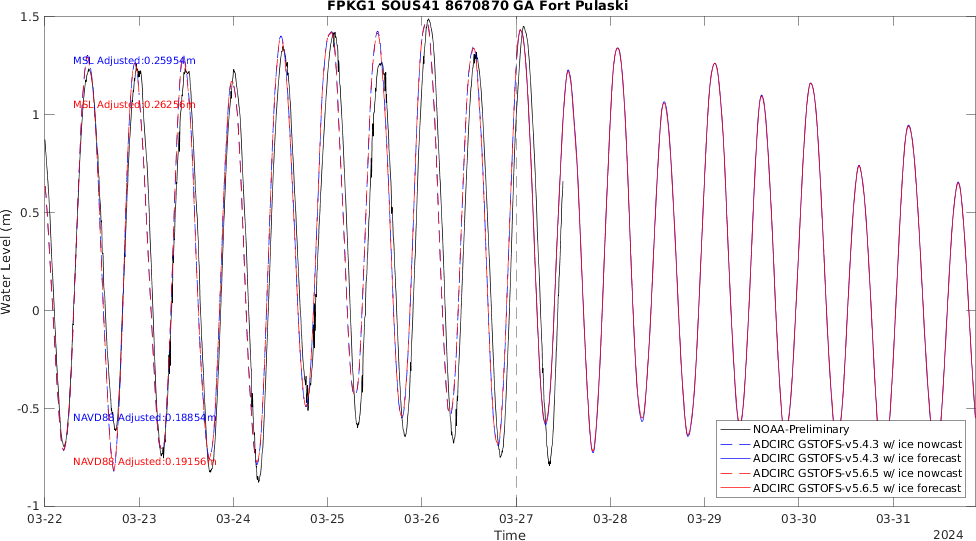 FPKG1 SOUS41 8670870 GA Fort Pulaski
1.5
1
0.5
0
-0.5
-1
Water Level (m)
MSL Adjusted:0.25954m
MSL Adjusted:0.26256m
NAVD88 Adjusted:0.18854m
NAVD88 Adjusted:0.19156m
NOAA-Preliminary
ADCIRC GSTOFS-v5.4.3 w/ ice nowcast
ADCIRC GSTOFS-v5.4.3 w/ ice forecast
ADCIRC GSTOFS-v5.6.5 w/ ice nowcast
ADCIRC GSTOFS-v5.6.5 w/ ice forecast
03-22 03-23 03-24 03-25 03-26 03-27 03-28 03-29 03-30 03-31
Time
2024